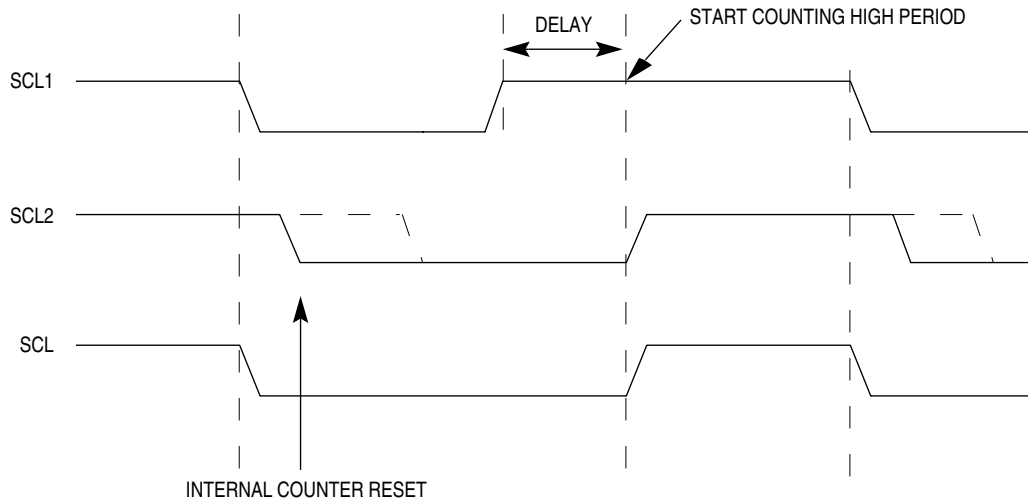 START COUNTING HIGH PERIOD
DELAY
SCL1
SCL2
SCL
INTERNAL COUNTER RESET